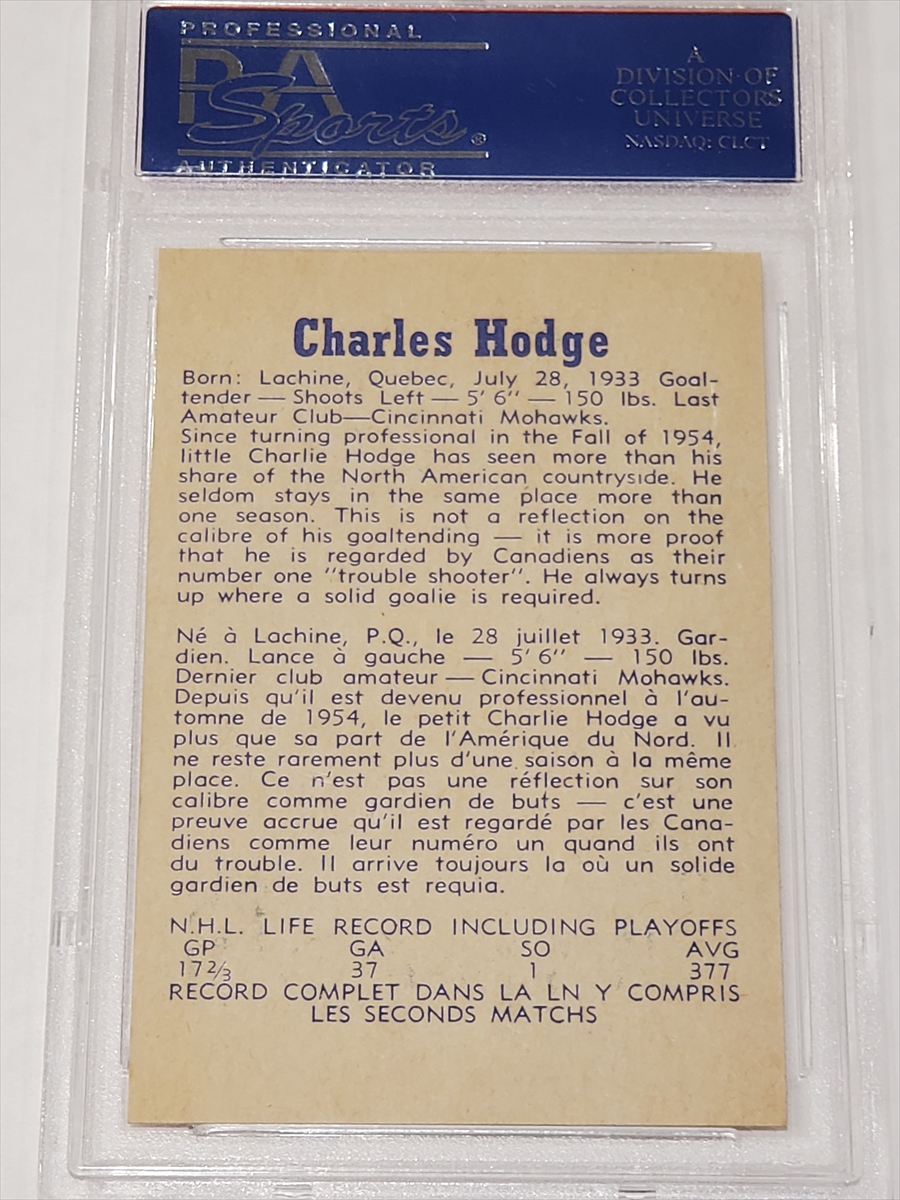 PROFESSIONAL
PSA
Sports®
AUTHENTICATOR
A
DIVISION OF
COLLECTORS
UNIVERSE
NASDAQ: CLCT
Charles Hodge
Born: Lachine, Quebec, July 28, 1933 Goal-
tender — Shoots Left — 5' 6" — 150 lbs. Last
Amateur Club—Cincinnati Mohawks.
Since turning professional in the Fall of 1954,
little Charlie Hodge has seen more than his
share of the North American countryside. He
seldom stays in the same place more than
one season. This is not a reflection on the
calibre of his goaltending — it is more proof
that he is regarded by Canadiens as their
number one "trouble shooter". He always turns
up where a solid goalie is required.
Né à Lachine, P.Q., le 28 juillet 1933. Gar-
dien. Lance à gauche — 5' 6" — 150 lbs.
Dernier club amateur — Cincinnati Mohawks.
Depuis qu'il est devenu professionnel à l'au-
tomne de 1954, le petit Charlie Hodge a vu
plus que sa part de l'Amérique du Nord. Il
ne reste rarement plus d'une saison à la même
place. Ce n'est pas une réflection sur son
calibre comme gardien de buts — c'est une
preuve accrue qu'il est regardé par les Cana-
diens comme leur numéro un quand ils ont
du trouble. Il arrive toujours la où un solide
gardien de buts est requia.
N.H.L. LIFE RECORD INCLUDING PLAYOFFS
GP GA SO AVG
17 2/3 37 1 377
RECORD COMPLET DANS LA LN Y COMPRIS
LES SECONDS MATCHS